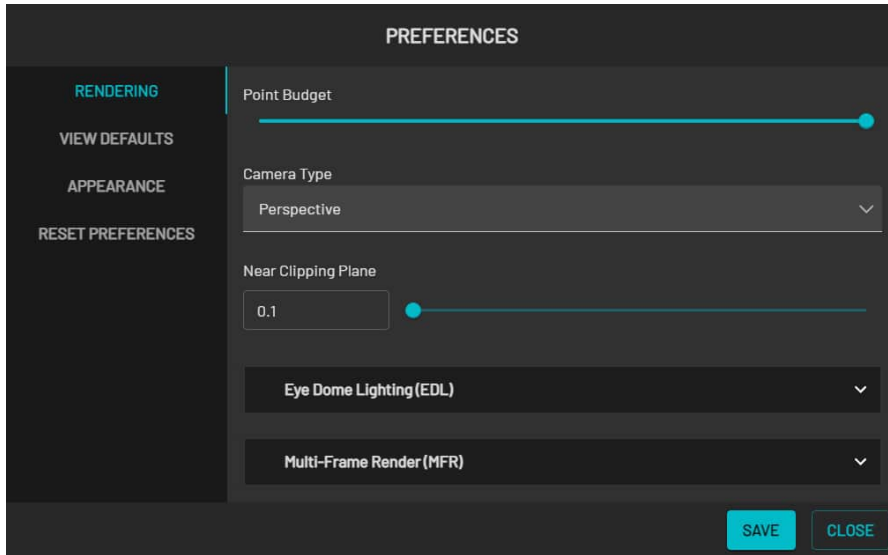 PREFERENCES
RENDERING
VIEW DEFAULTS
APPEARANCE
RESET PREFERENCES
Point Budget
Camera Type
Perspective
Near Clipping Plane
0.1
Eye Dome Lighting (EDL)
Multi-Frame Render (MFR)
SAVE
CLOSE